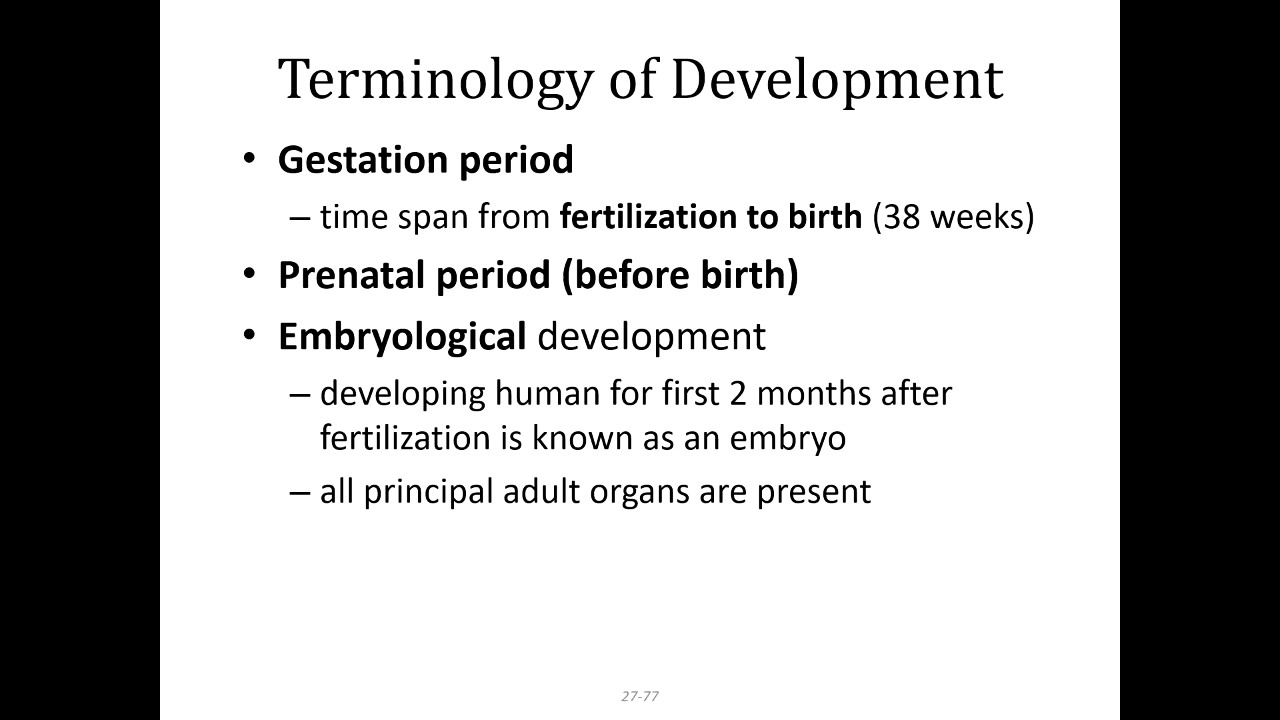 Terminology of Development
• Gestation period
– time span from fertilization to birth (38 weeks)
• Prenatal period (before birth)
• Embryological development
– developing human for first 2 months after
fertilization is known as an embryo
– all principal adult organs are present
27-77